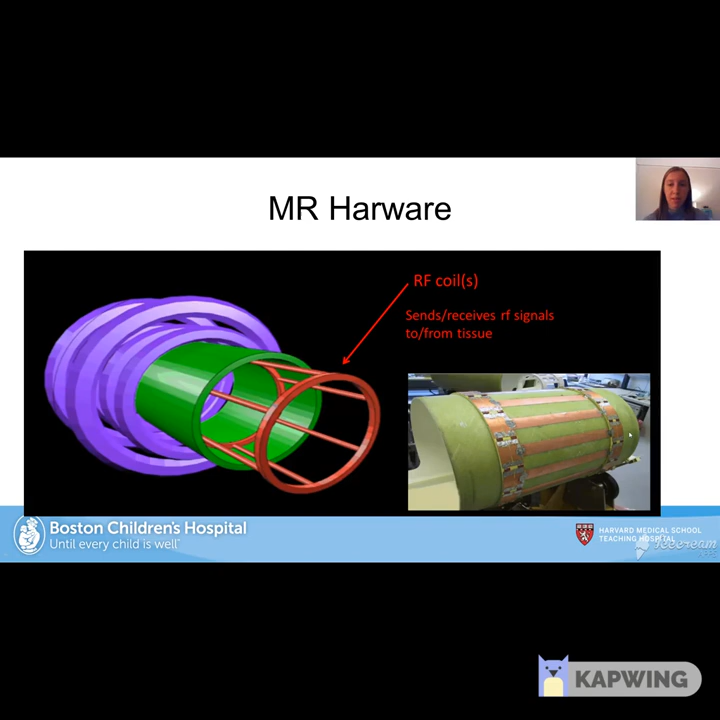 MR Harware
RF coil(s)
Sends/receives rf signals
to/from tissue
Boston Children's Hospital
Until every child is well™
HARVARD MEDICAL SCHOOL
TEACHING HOSPITAL
KAPWING